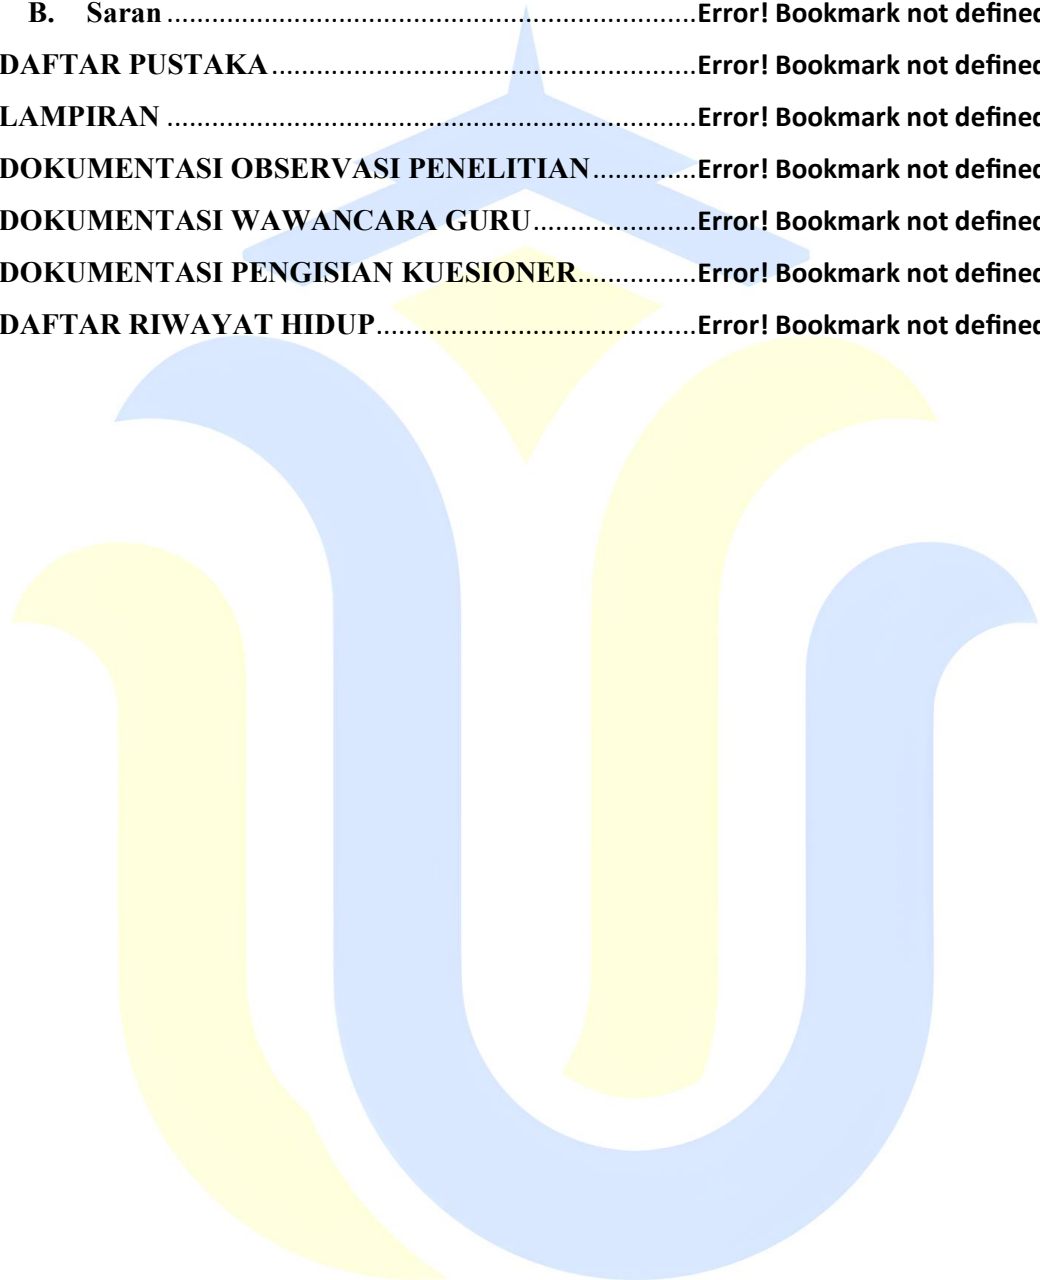 B. Saran ............................................................ Error! Bookmark not defined
DAFTAR PUSTAKA ................................................ Error! Bookmark not defined
LAMPIRAN ............................................................ Error! Bookmark not defined
DOKUMENTASI OBSERVASI PENELITIAN .............. Error! Bookmark not defined
DOKUMENTASI WAWANCARA GURU ...................... Error! Bookmark not defined
DOKUMENTASI PENGISIAN KUESIONER ................ Error! Bookmark not defined
DAFTAR RIWAYAT HIDUP .................................... Error! Bookmark not defined